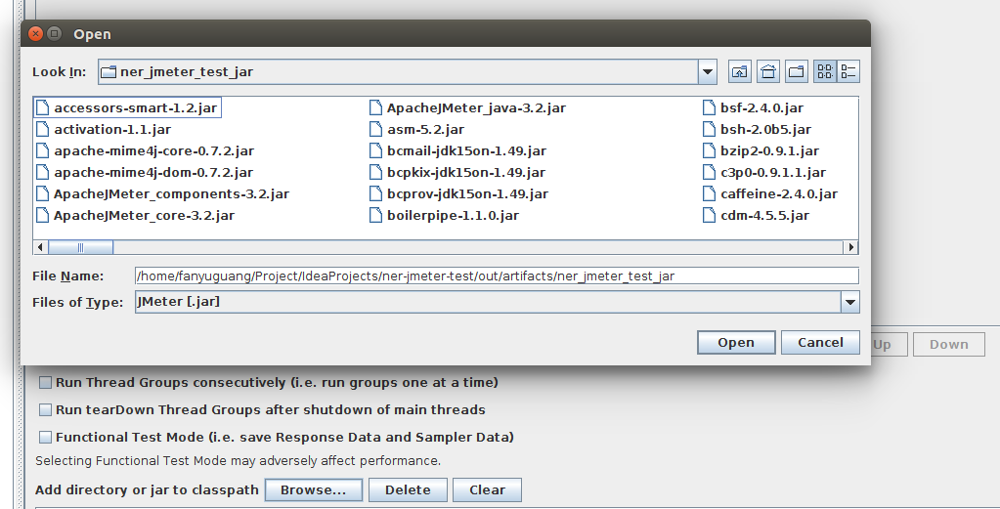 Open
Look In: ner_jmeter_test_jar
accessors-smart-1.2.jar ApacheJMeter_java-3.2.jar bsf-2.4.0.jar
activation-1.1.jar asm-5.2.jar bsh-2.0b5.jar
apache-mime4j-core-0.7.2.jar bcmail-jdk15on-1.49.jar bzip2-0.9.1.jar
apache-mime4j-dom-0.7.2.jar bcpkix-jdk15on-1.49.jar c3p0-0.9.1.1.jar
ApacheJMeter_components-3.2.jar bcprov-jdk15on-1.49.jar caffeine-2.4.0.jar
ApacheJMeter_core-3.2.jar boilerpipe-1.1.0.jar cdm-4.5.5.jar
File Name: /home/fanyuguang/Project/IdeaProjects/ner-jmeter-test/out/artifacts/ner_jmeter_test_jar
Files of Type: JMeter [.jar]
Open Cancel
Up Down
Run Thread Groups consecutively (i.e. run groups one at a time)
Run tearDown Thread Groups after shutdown of main threads
Functional Test Mode (i.e. save Response Data and Sampler Data)
Selecting Functional Test Mode may adversely affect performance.
Add directory or jar to classpath Browse... Delete Clear